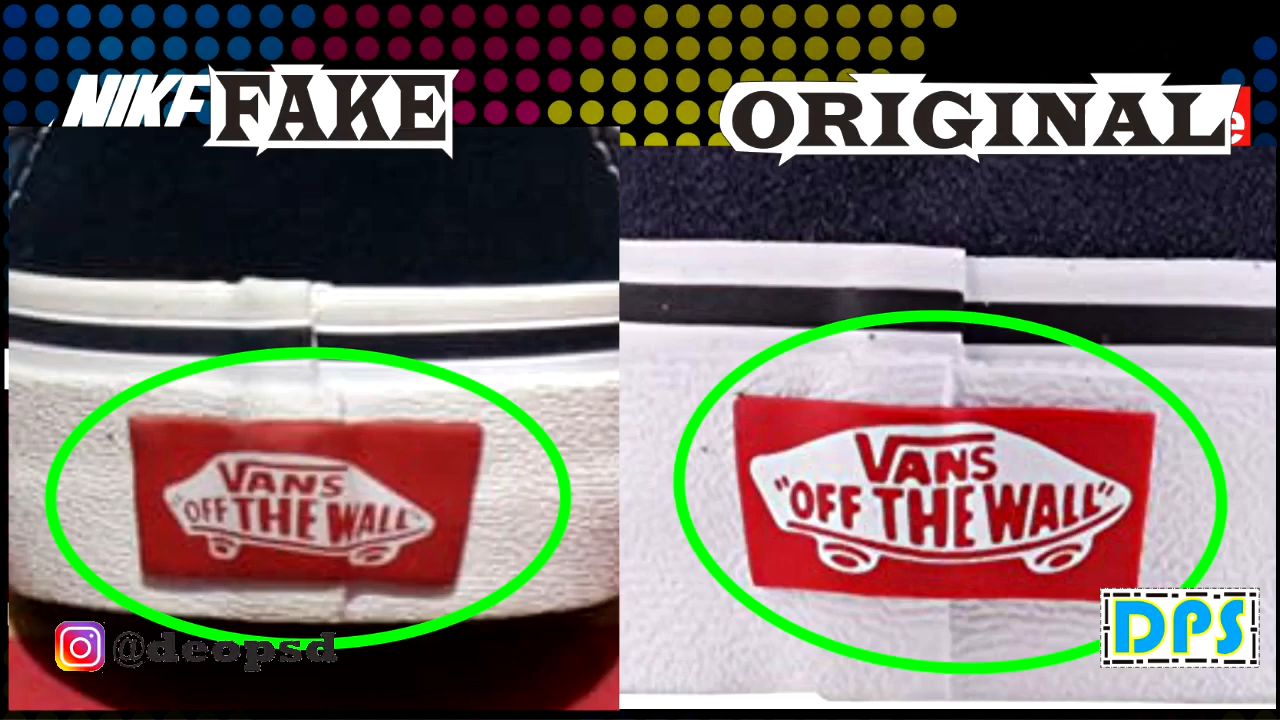 NIKE
FAKE
ORIGINAL
e
VANS
"OFF THE WALL"
VANS
"OFF THE WALL"
@deopsd
DPS